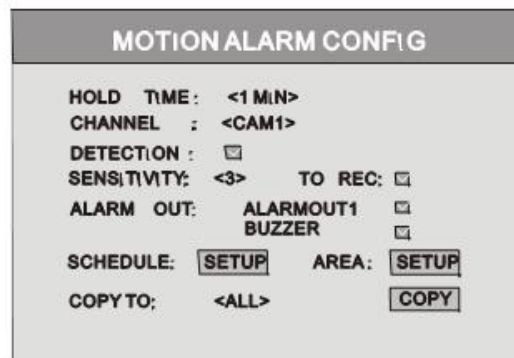 MOTION ALARM CONFIG
HOLD TIME: <1 MIN>
CHANNEL : <CAM1>
DETECTION :
SENSITIVITY: <3> TO REC:
ALARM OUT: ALARMOUT1
BUZZER
SCHEDULE: SETUP AREA: SETUP
COPY TO: <ALL> COPY